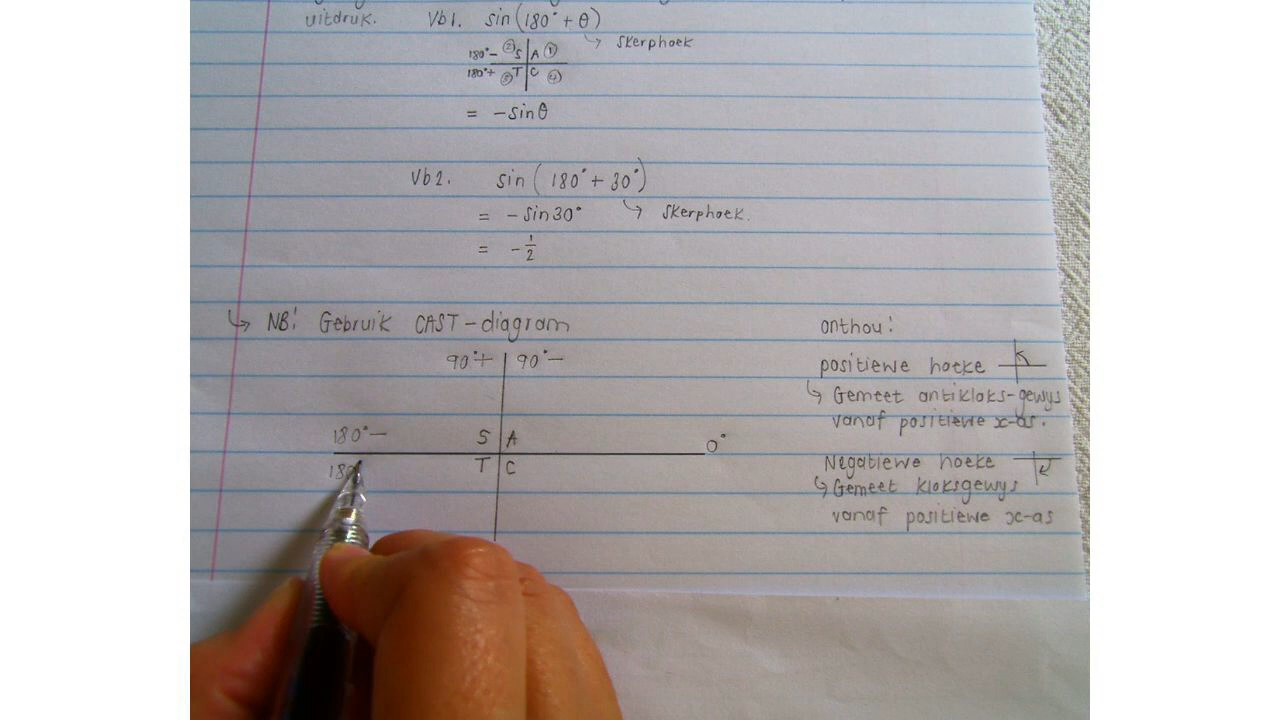 uitdruk. Vb1. sin(180° + θ)
↳ skerphoek
180°- ② S A ①
180°+ ③ T C ④
= -sinθ
Vb2. sin(180° + 30°)
= -sin30° ↳ skerphoek.
= -1/2
↳ NB! Gebruik CAST-diagram
90°+ 90°-
180°- S A 0°
180° T C
onthou!
positiewe hoeke
↳ Gemeet antikloks-gewys
vanaf positiewe x-as.
Negatiewe hoeke
↳ Gemeet kloksgewys
vanaf positiewe x-as